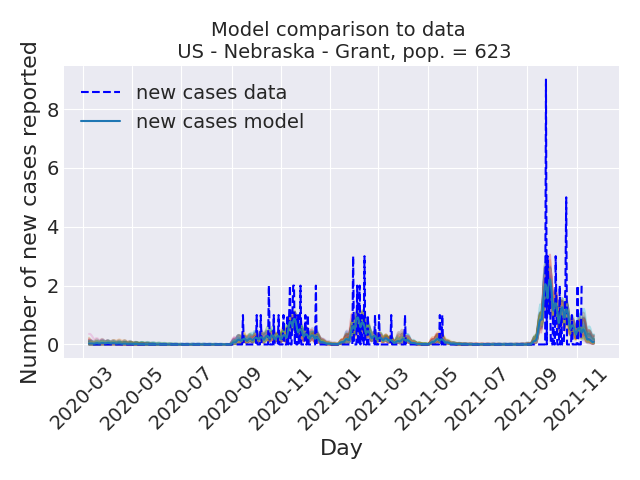 Model comparison to data
US - Nebraska - Grant, pop. = 623
new cases data
new cases model
Number of new cases reported
8
6
4
2
0
2020-03
2020-05
2020-07
2020-09
2020-11
2021-01
2021-03
2021-05
2021-07
2021-09
2021-11
Day